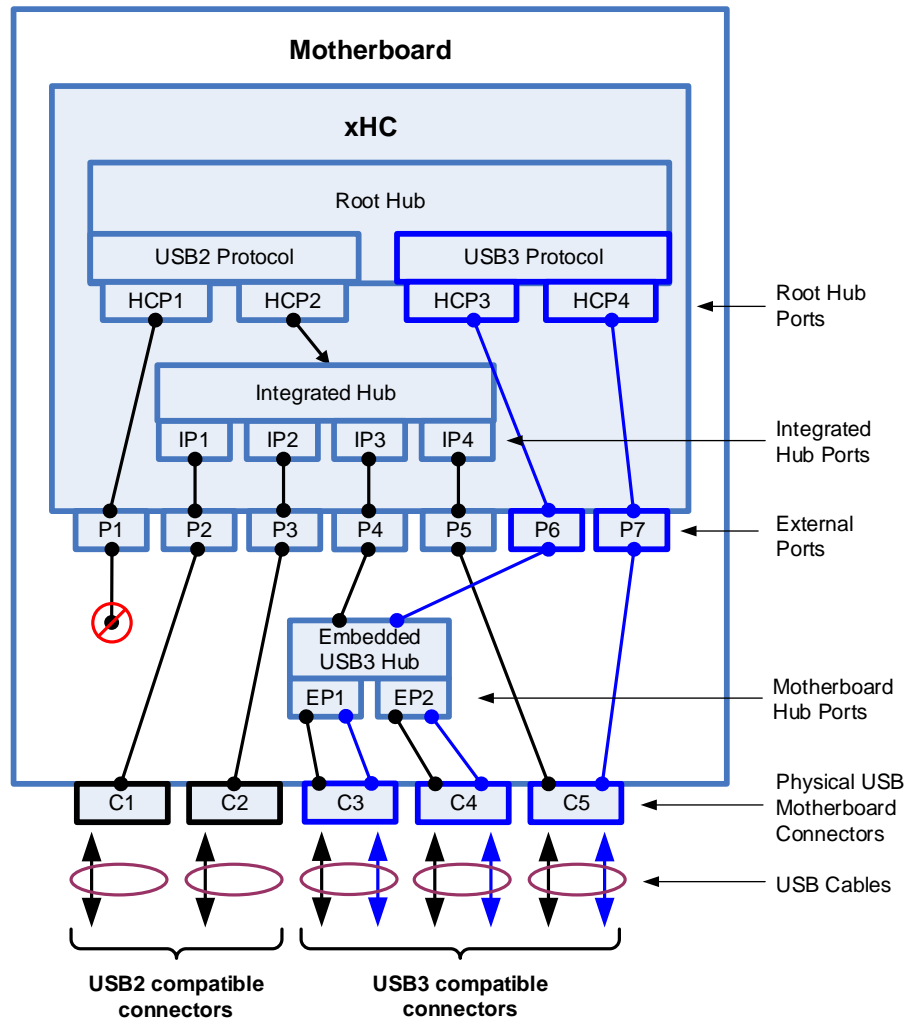 Motherboard
xHC
Root Hub
USB2 Protocol
USB3 Protocol
HCP1
HCP2
HCP3
HCP4
Root Hub
Ports
Integrated Hub
IP1
IP2
IP3
IP4
Integrated
Hub Ports
P1
P2
P3
P4
P5
P6
P7
External
Ports
Embedded
USB3 Hub
EP1
EP2
Motherboard
Hub Ports
C1
C2
C3
C4
C5
Physical USB
Motherboard
Connectors
USB Cables
USB2 compatible
connectors
USB3 compatible
connectors